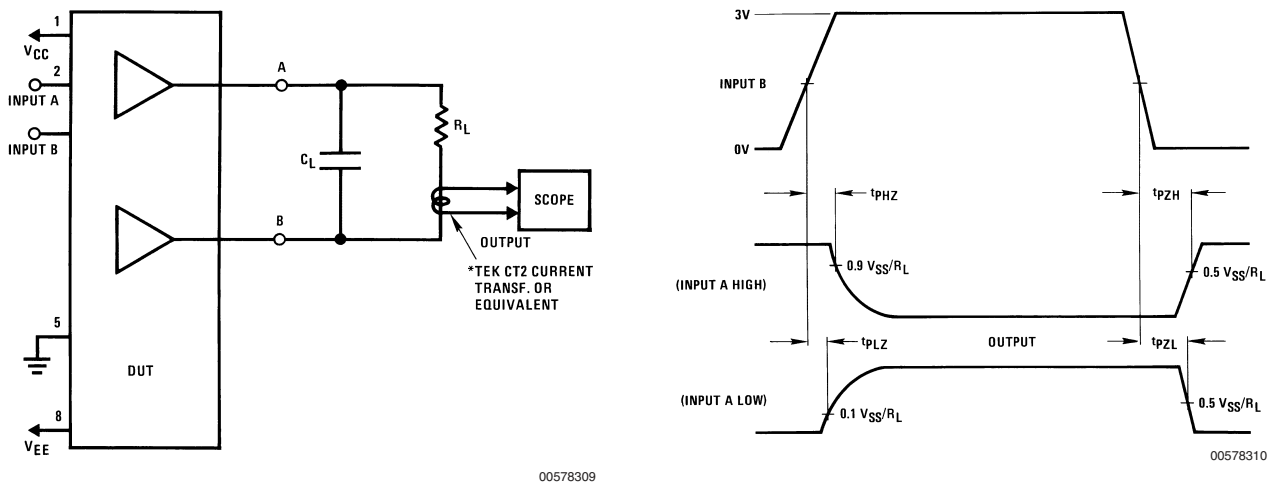 1
VCC
2
INPUT A
INPUT B
A
CL
RL
SCOPE
B
OUTPUT
*TEK CT2 CURRENT
TRANSF. OR
EQUIVALENT
5
DUT
8
VEE
00578309
3V
INPUT B
0V
tPHZ
tPZH
0.9 VSS/RL
0.5 VSS/RL
(INPUT A HIGH)
tPLZ
OUTPUT
tPZL
(INPUT A LOW)
0.1 VSS/RL
0.5 VSS/RL
00578310